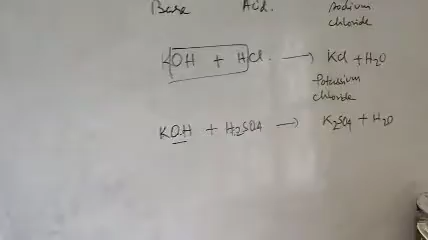 Base Acid. Sodium
chloride
KOH + HCl. → KCl + H2O
Potassium
chloride
KOH + H2SO4 → K2SO4 + H2O